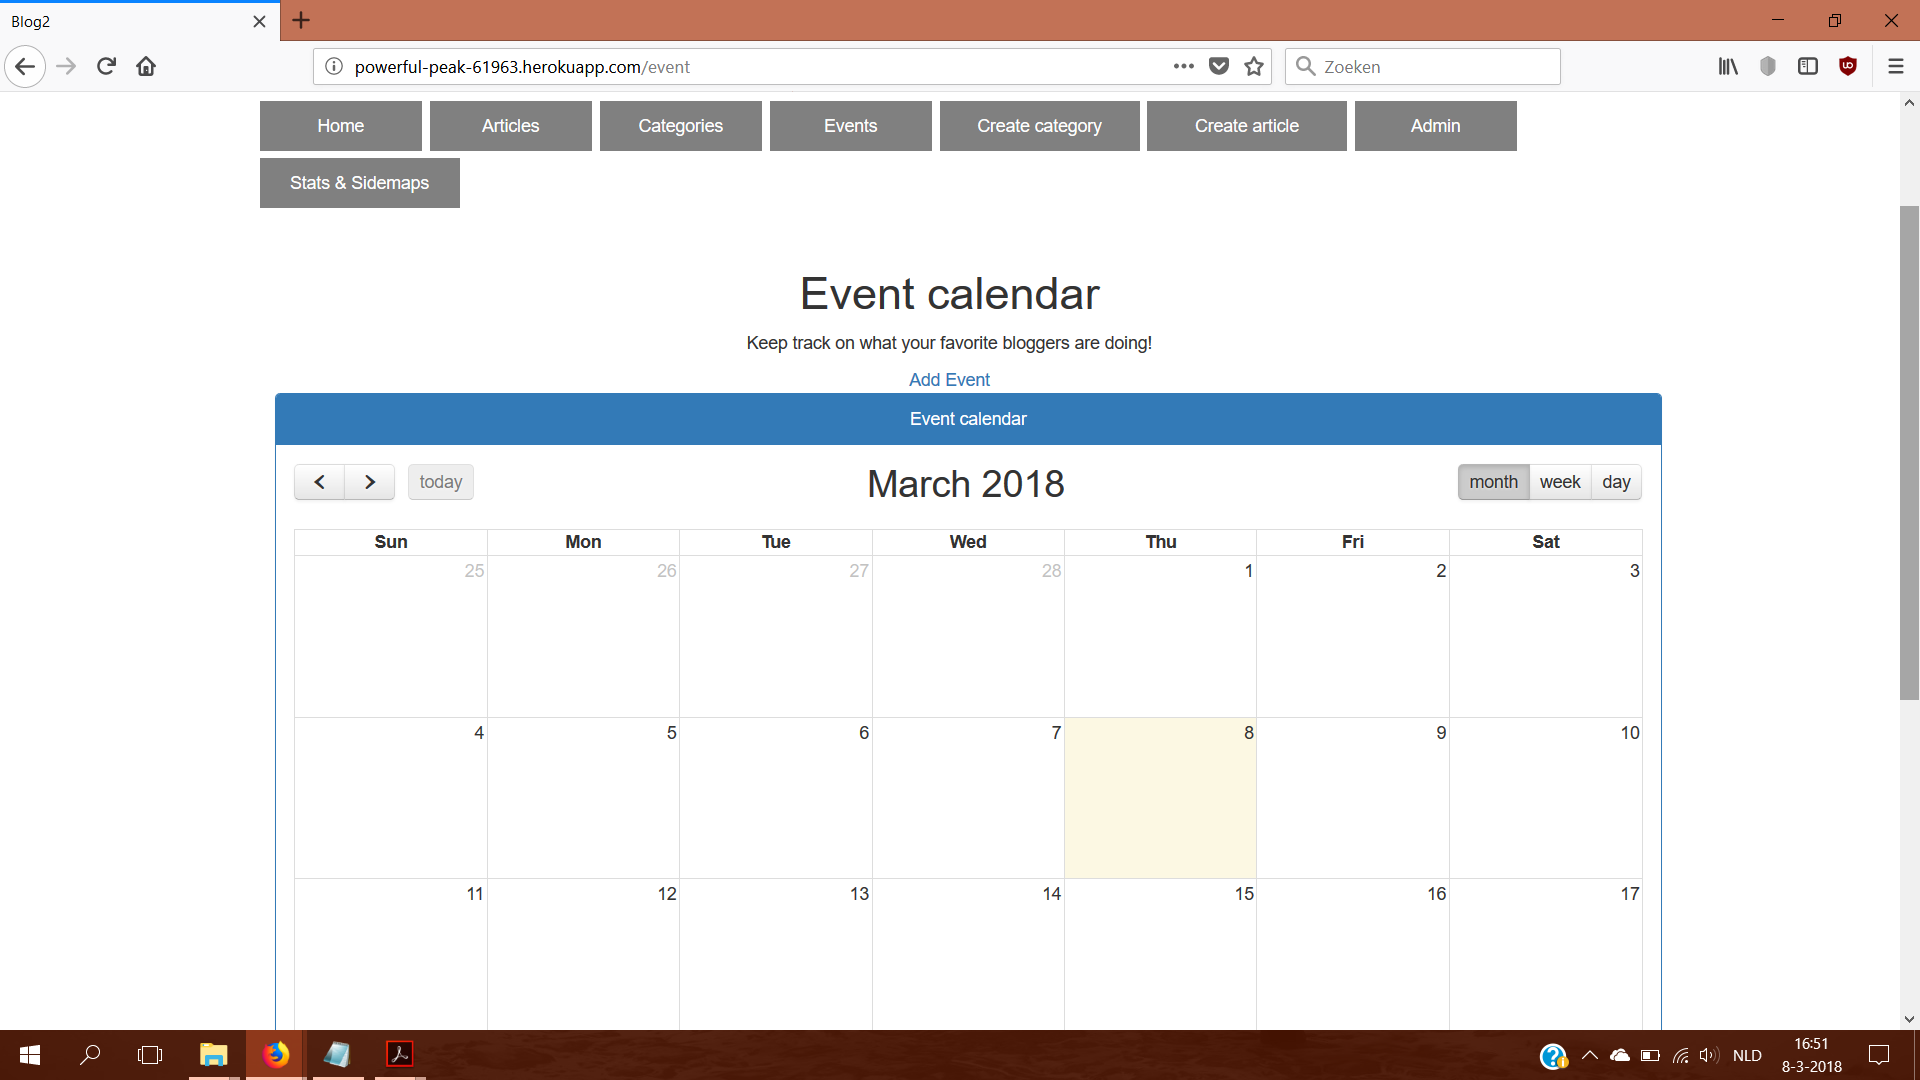 Blog2
powerful-peak-61963.herokuapp.com/event
Zoeken
Home Articles Categories Events Create category Create article Admin
Stats & Sidemaps
Event calendar
Keep track on what your favorite bloggers are doing!
Add Event
Event calendar
today March 2018 month week day
Sun Mon Tue Wed Thu Fri Sat
25 26 27 28 1 2 3
4 5 6 7 8 9 10
11 12 13 14 15 16 17
NLD
16:51
8-3-2018